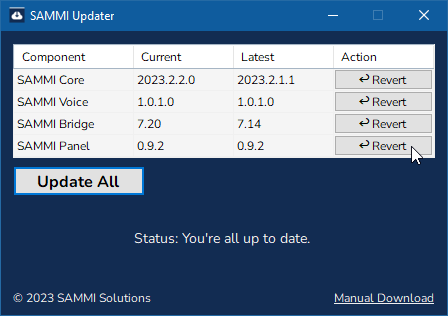 SAMMI Updater
Component Current Latest Action
SAMMI Core 2023.2.2.0 2023.2.1.1 Revert
SAMMI Voice 1.0.1.0 1.0.1.0 Revert
SAMMI Bridge 7.20 7.14 Revert
SAMMI Panel 0.9.2 0.9.2 Revert
Update All
Status: You're all up to date.
© 2023 SAMMI Solutions Manual Download